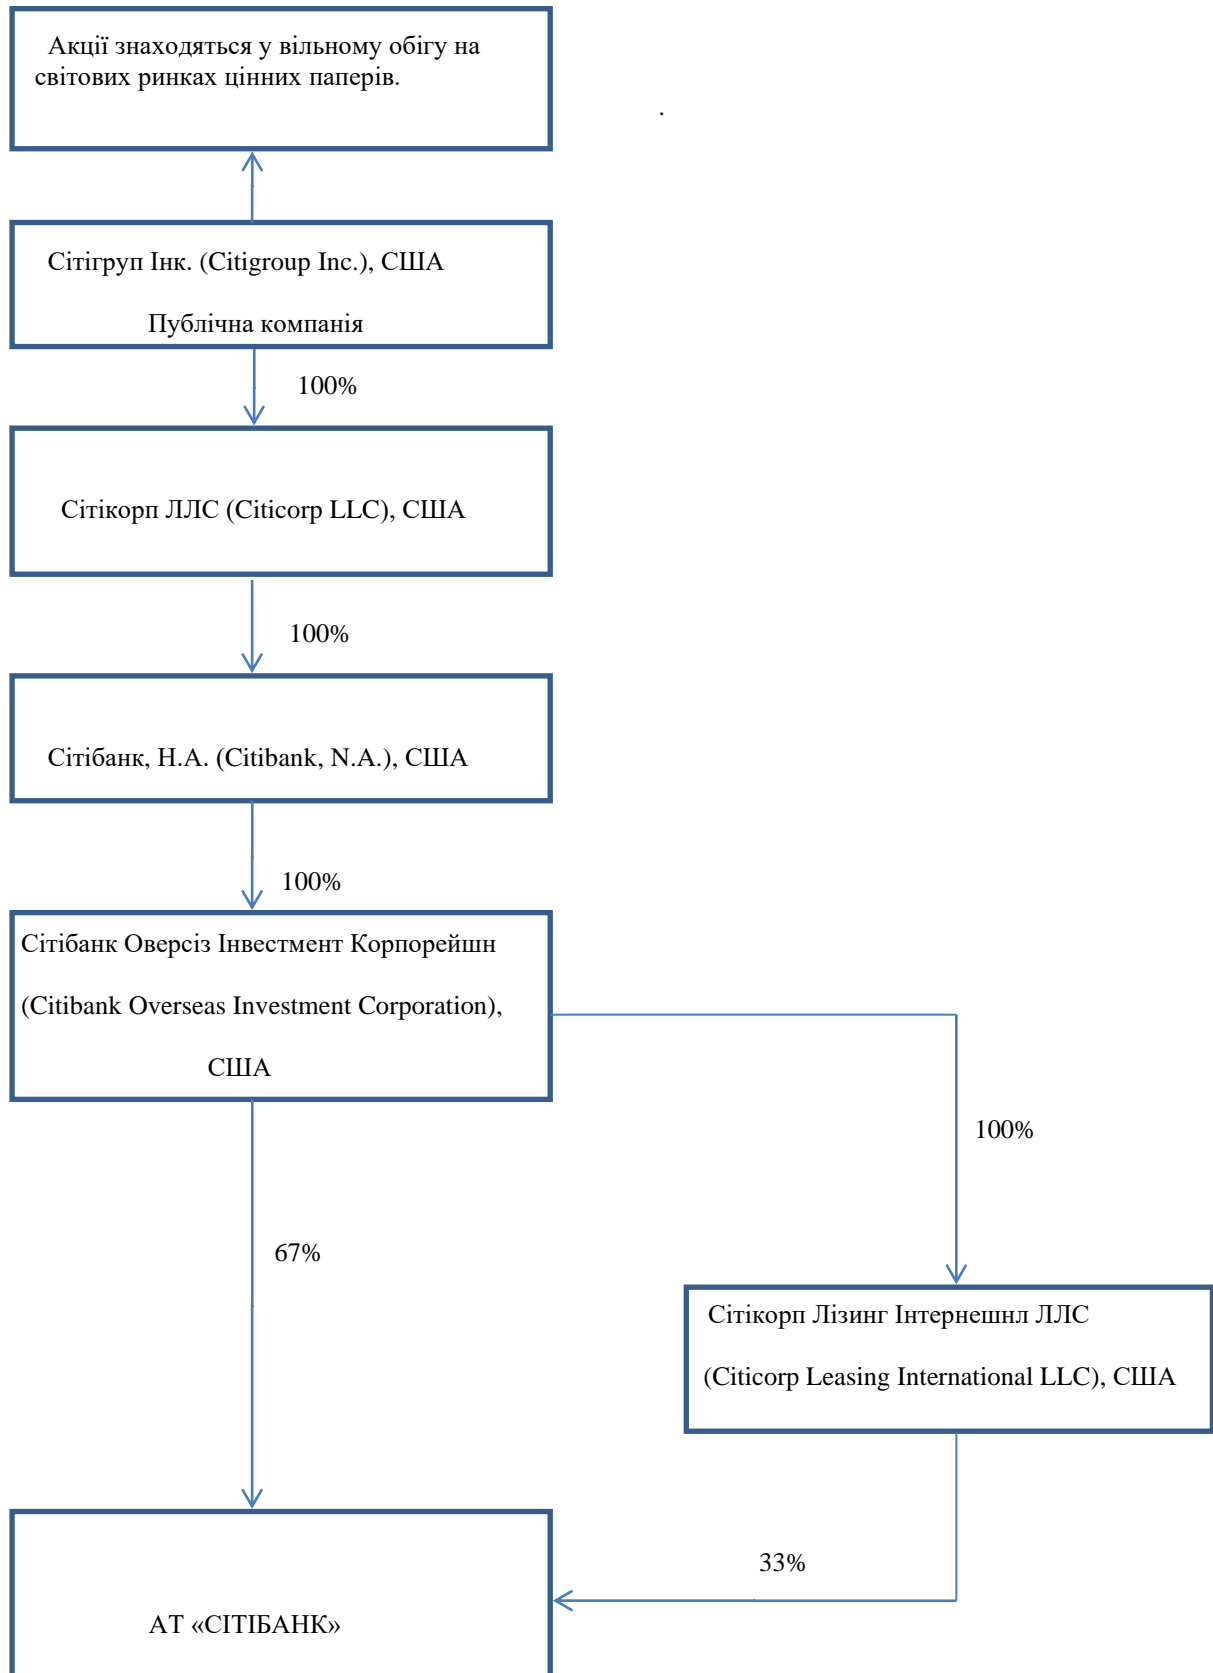 Акції знаходяться у вільному обігу на
світових ринках цінних паперів.
.
Сітігруп Інк. (Citigroup Inc.), США
Публічна компанія
100%
Сітікорп ЛЛС (Citicorp LLC), США
100%
Сітібанк, Н.А. (Citibank, N.A.), США
100%
Сітібанк Оверсіз Інвестмент Корпорейшн
(Citibank Overseas Investment Corporation),
США
100%
67%
Сітікорп Лізинг Інтернешнл ЛЛС
(Citicorp Leasing International LLC), США
33%
АТ «СІТІБАНК»